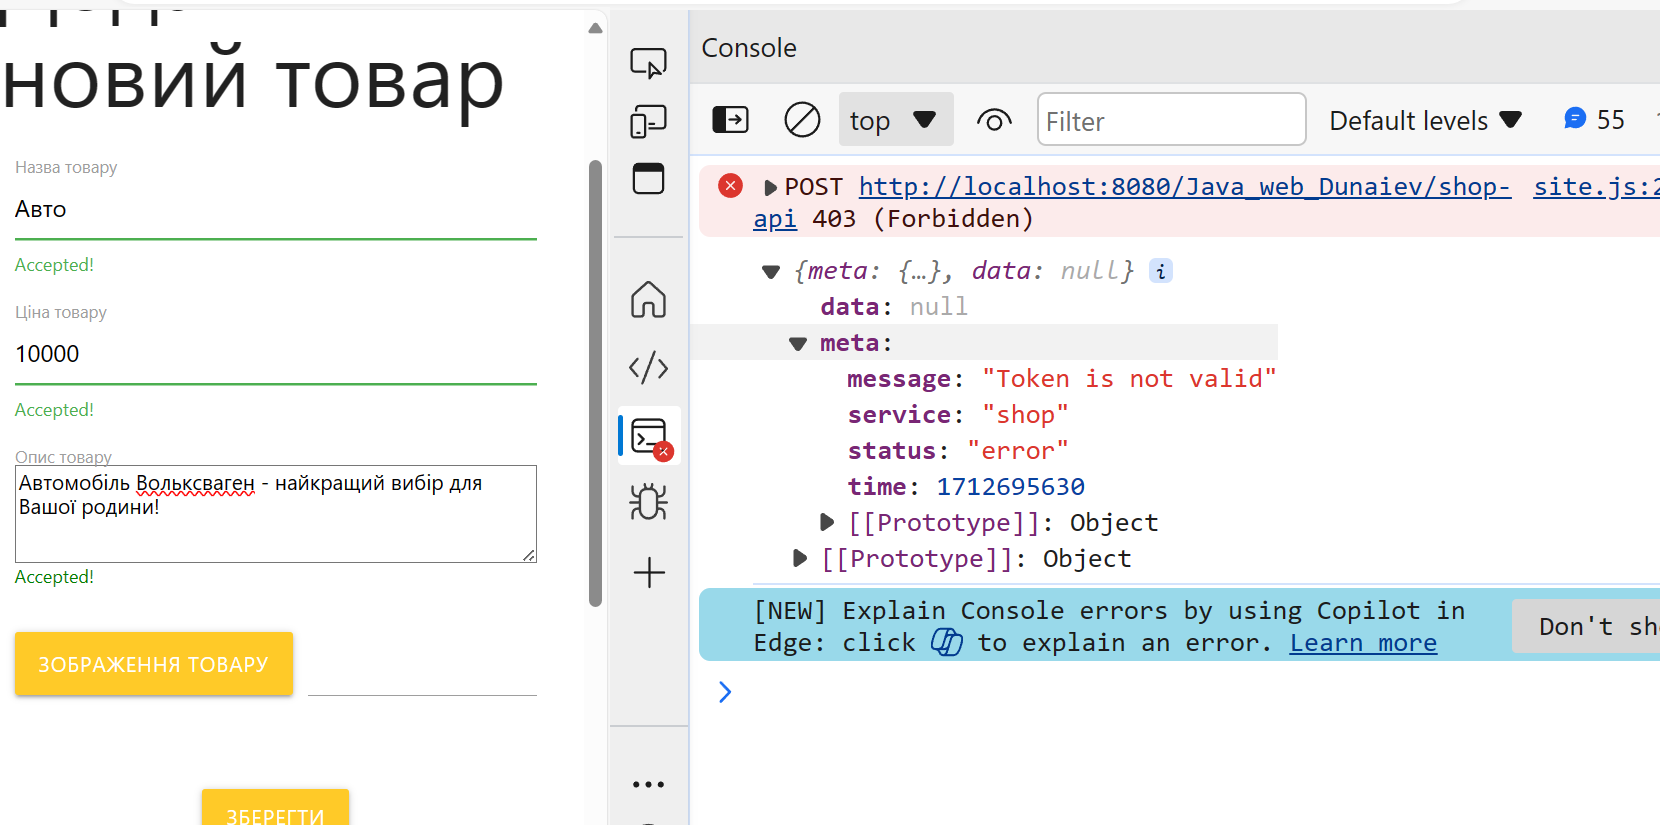 новий товар
Назва товару
Авто
Accepted!
Ціна товару
10000
Accepted!
Опис товару
Автомобіль Вольксваген - найкращий вибір для
Вашої родини!
Accepted!
ЗОБРАЖЕННЯ ТОВАРУ
ЗБЕРЕГТИ
Console
top
Filter
Default levels
55
POST http://localhost:8080/Java_web_Dunaiev/shop- site.js:2
api 403 (Forbidden)
{meta: {…}, data: null} i
data: null
meta:
message: "Token is not valid"
service: "shop"
status: "error"
time: 1712695630
[[Prototype]]: Object
[[Prototype]]: Object
[NEW] Explain Console errors by using Copilot in
Edge: click to explain an error. Learn more
Don't sh